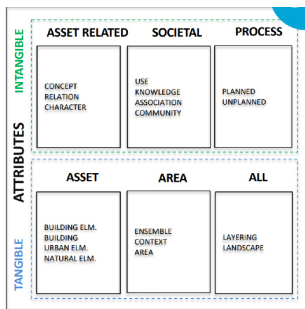 ASSET RELATED SOCIETAL PROCESS
INTANGIBLE
CONCEPT
RELATION
CHARACTER
USE
KNOWLEDGE
ASSOCIATION
COMMUNITY
PLANNED
UNPLANNED
ATTRIBUTES
ASSET AREA ALL
TANGIBLE
BUILDING ELM.
BUILDING
URBAN ELM.
NATURAL ELM.
ENSEMBLE
CONTEXT
AREA
LAYERING
LANDSCAPE